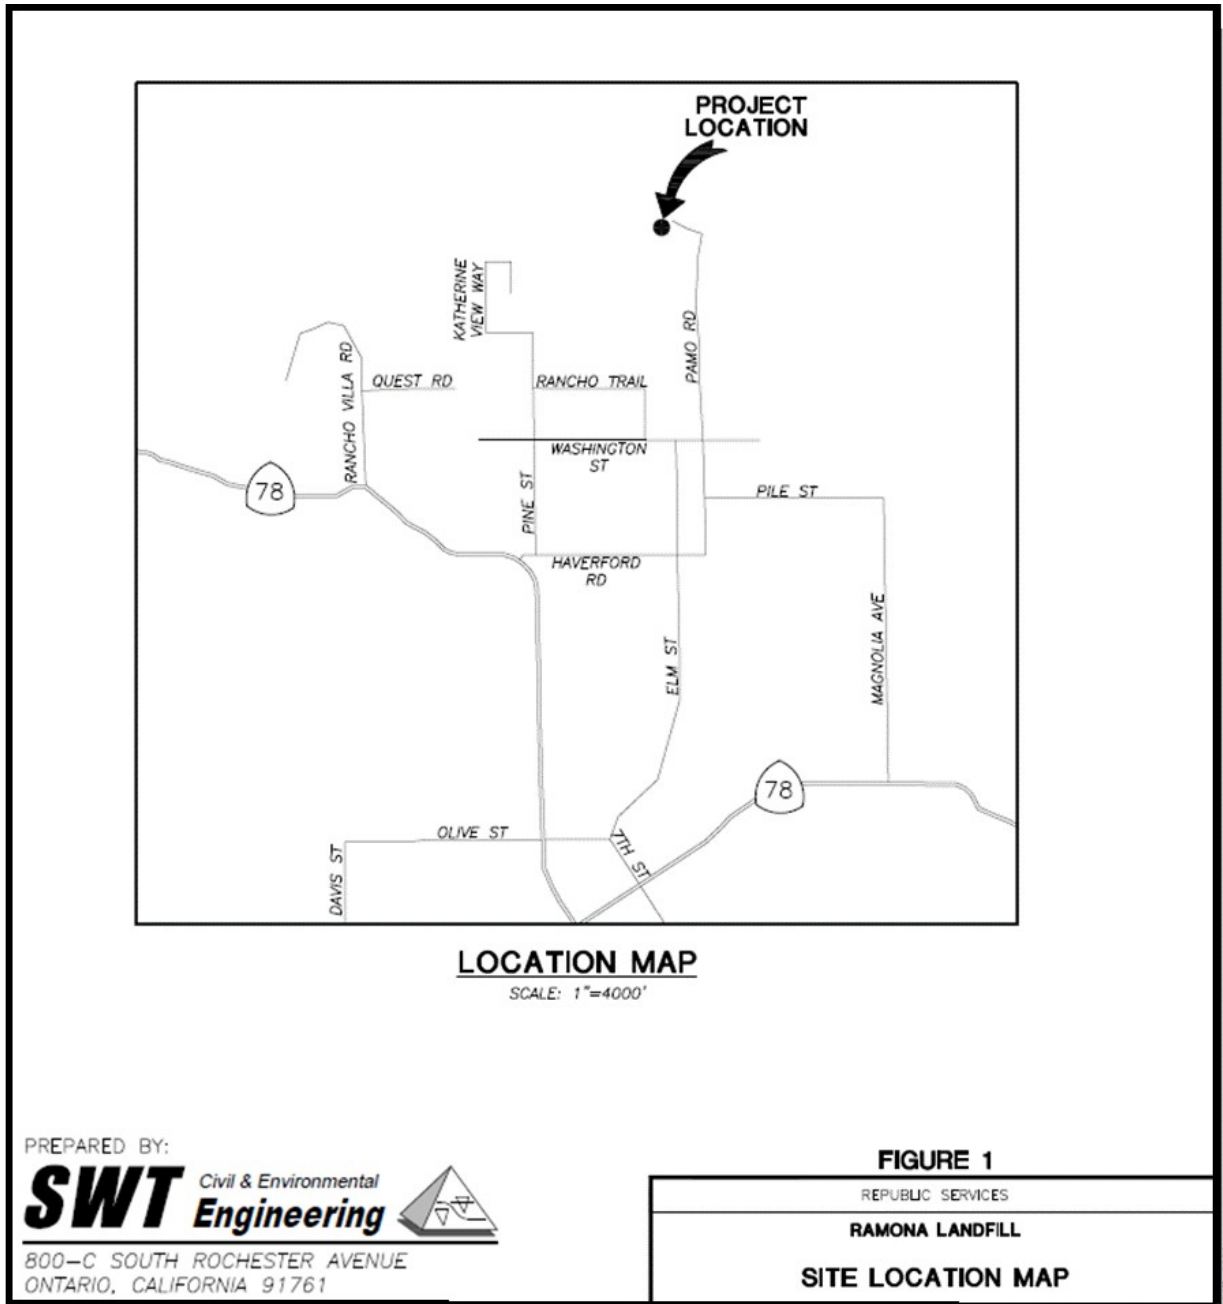 PROJECT
LOCATION
KATHERINE
VIEW WAY
PAMO RD
RANCHO VILLA RD
QUEST RD
RANCHO TRAIL
WASHINGTON
ST
78
PINE ST
PILE ST
HAVERFORD
RD
ELM ST
MAGNOLIA AVE
78
OLIVE ST
7TH ST
DAVIS ST
LOCATION MAP
SCALE: 1"=4000'
PREPARED BY:
SWT Civil & Environmental
Engineering
800-C SOUTH ROCHESTER AVENUE
ONTARIO, CALIFORNIA 91761
FIGURE 1
REPUBLIC SERVICES
RAMONA LANDFILL
SITE LOCATION MAP